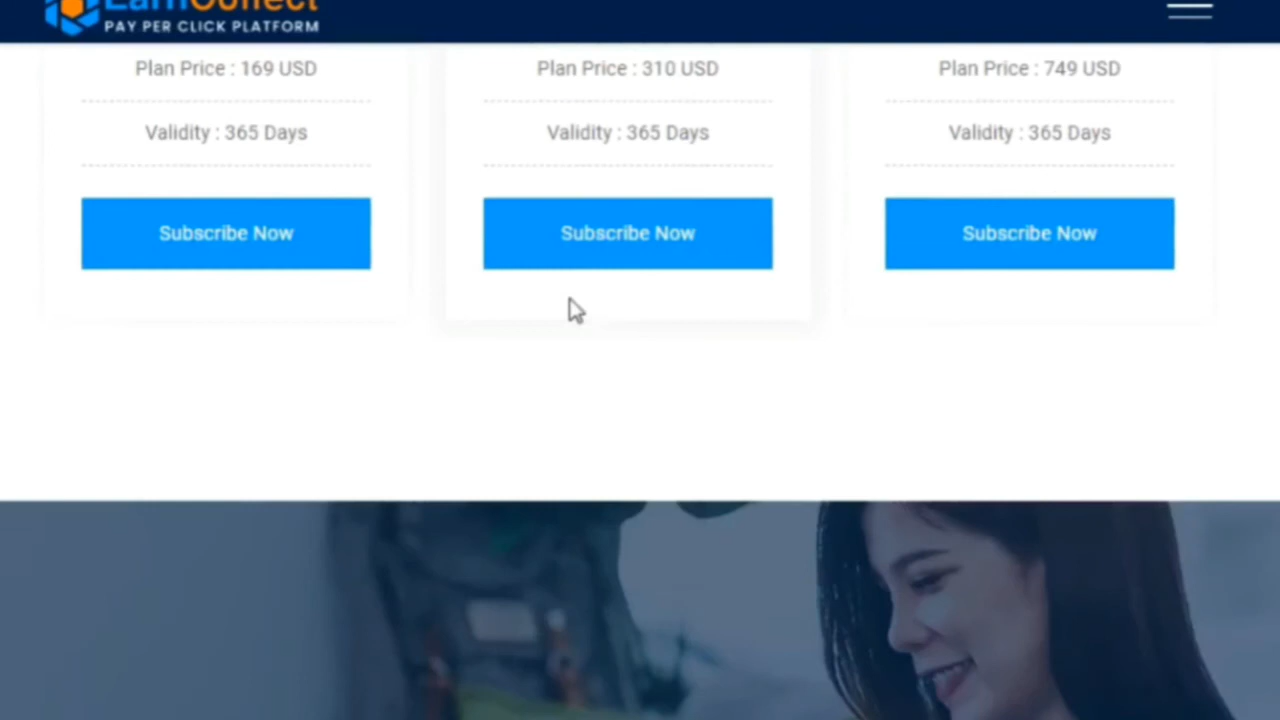 PAY PER CLICK PLATFORM
Plan Price : 169 USD
Plan Price : 310 USD
Plan Price : 749 USD
Validity : 365 Days
Validity : 365 Days
Validity : 365 Days
Subscribe Now
Subscribe Now
Subscribe Now